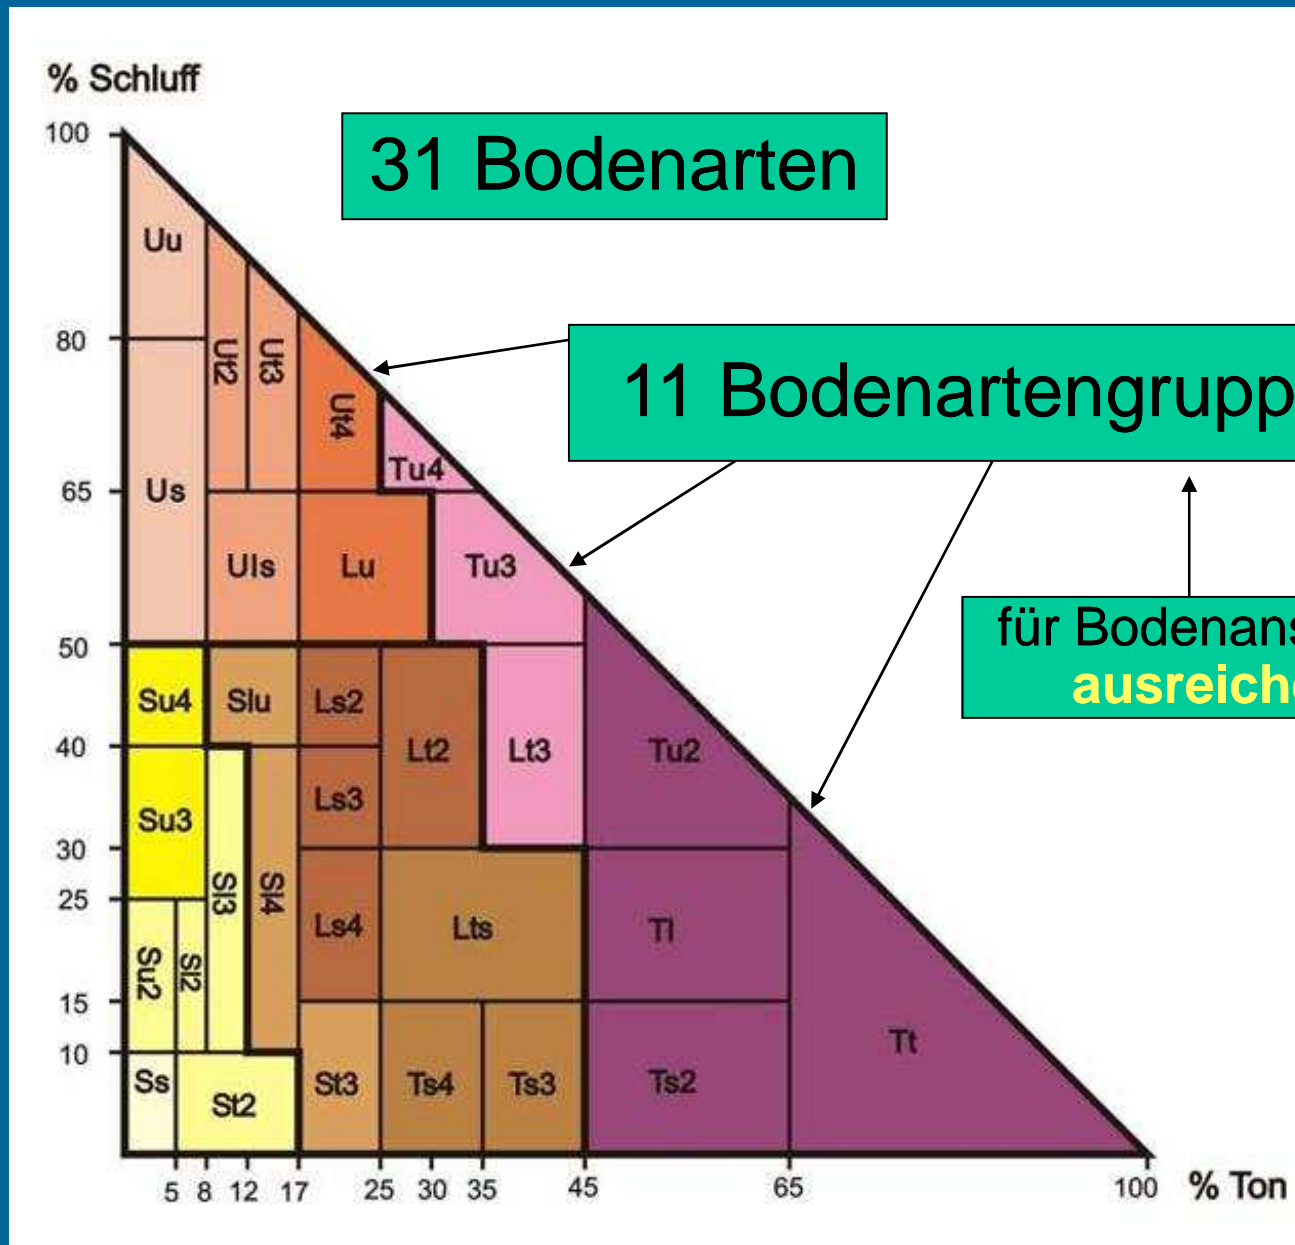 % Schluff
100
31 Bodenarten
Uu
80
Ut2
Ut3
11 Bodenartengrupp
Ut4
Tu4
65
Us
Uls
Lu
Tu3
für Bodenans
50
ausreiche
Su4
Slu
Ls2
40
Lt2
Lt3
Tu2
Ls3
Su3
30
25
Sl3
Sl4
Ls4
Lts
Tl
Su2
Sl2
15
10
Tt
Ss
St2
St3
Ts4
Ts3
Ts2
5 8 12 17 25 30 35 45 65 100 % Ton